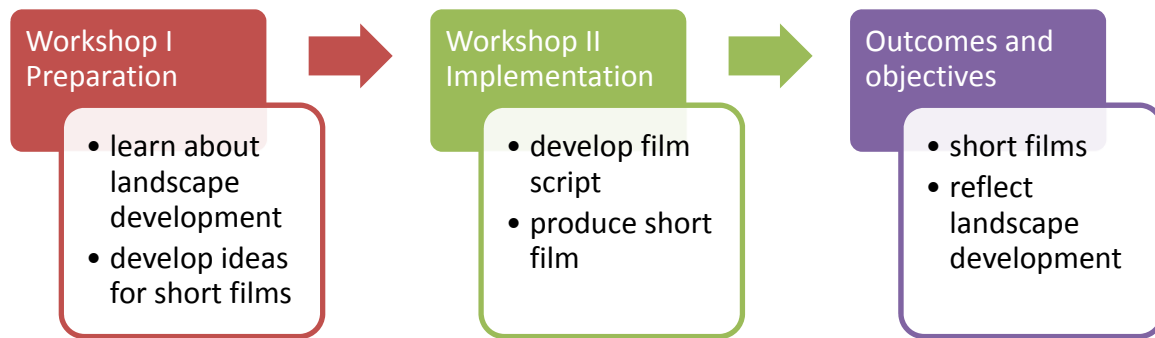 Workshop I
Preparation
• learn about
landscape
development
• develop ideas
for short films
Workshop II
Implementation
• develop film
script
• produce short
film
Outcomes and
objectives
• short films
• reflect
landscape
development